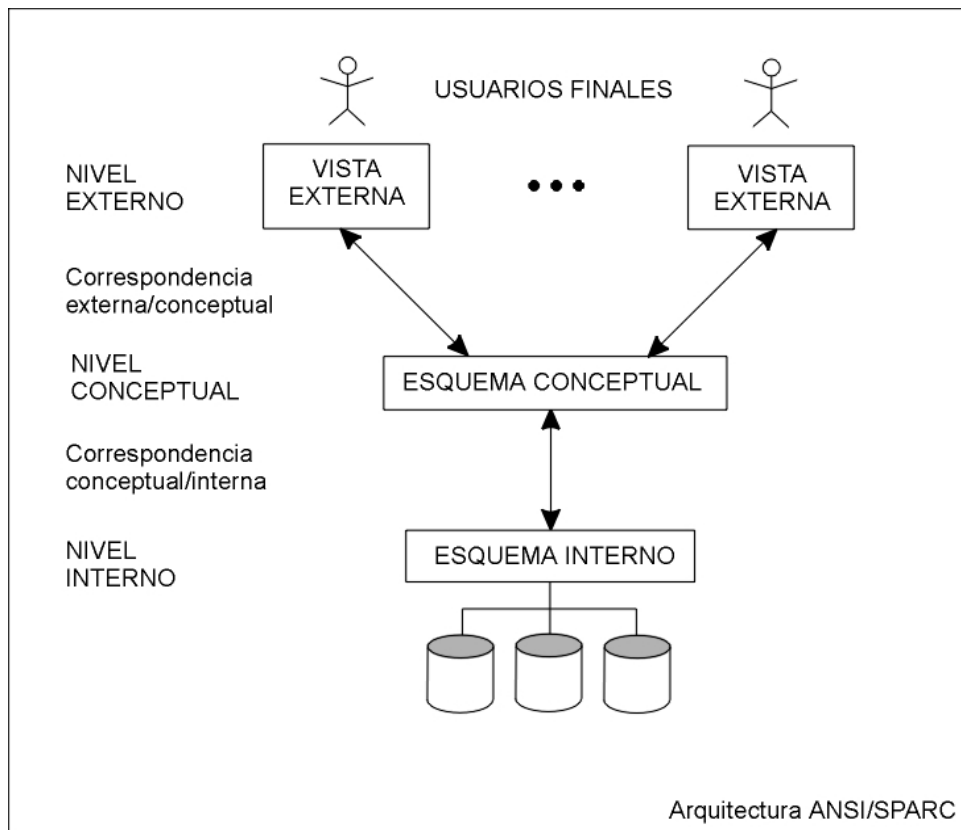 USUARIOS FINALES
NIVEL
EXTERNO
VISTA
EXTERNA
VISTA
EXTERNA
Correspondencia
externa/conceptual
NIVEL
CONCEPTUAL
ESQUEMA CONCEPTUAL
Correspondencia
conceptual/interna
NIVEL
INTERNO
ESQUEMA INTERNO
Arquitectura ANSI/SPARC